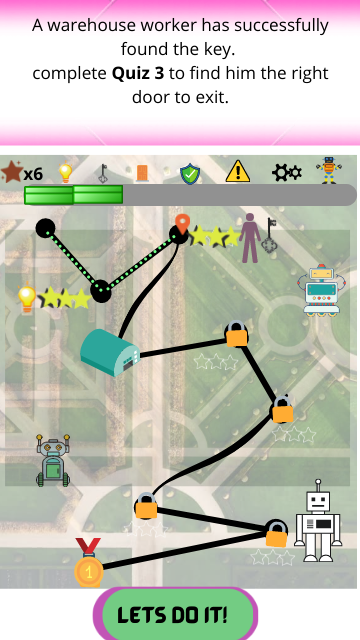 A warehouse worker has successfully
found the key.
complete Quiz 3 to find him the right
door to exit.
x6
1
LETS DO IT!